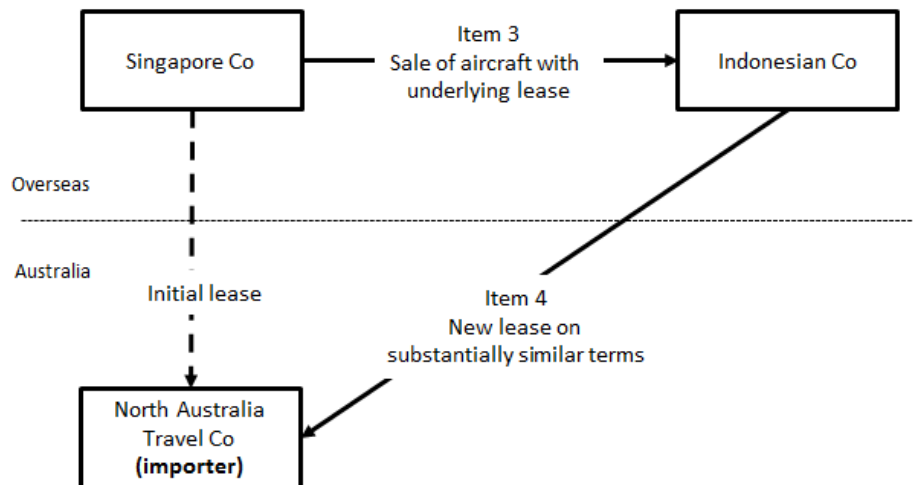 Singapore Co
Item 3
Sale of aircraft with
underlying lease
Indonesian Co
Overseas
Australia
Initial lease
Item 4
New lease on
substantially similar terms
North Australia
Travel Co
(importer)